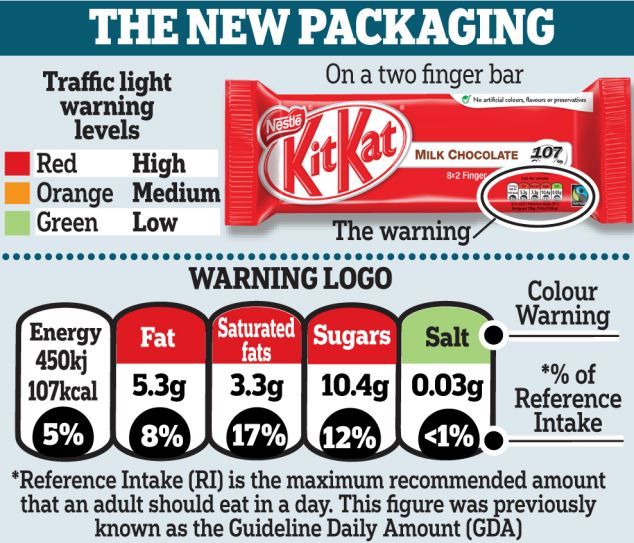 THE NEW PACKAGING
Traffic light
warning
levels
Red High
Orange Medium
Green Low
On a two finger bar
No artificial colours, flavours or preservatives
Nestlé
KitKat
MILK CHOCOLATE
107
8x2 Finger
The warning
WARNING LOGO
Energy
450kj
107kcal
5%
Fat
5.3g
8%
Saturated
fats
3.3g
17%
Sugars
10.4g
12%
Salt
0.03g
<1%
Colour
Warning
*% of
Reference
Intake
*Reference Intake (RI) is the maximum recommended amount
that an adult should eat in a day. This figure was previously
known as the Guideline Daily Amount (GDA)